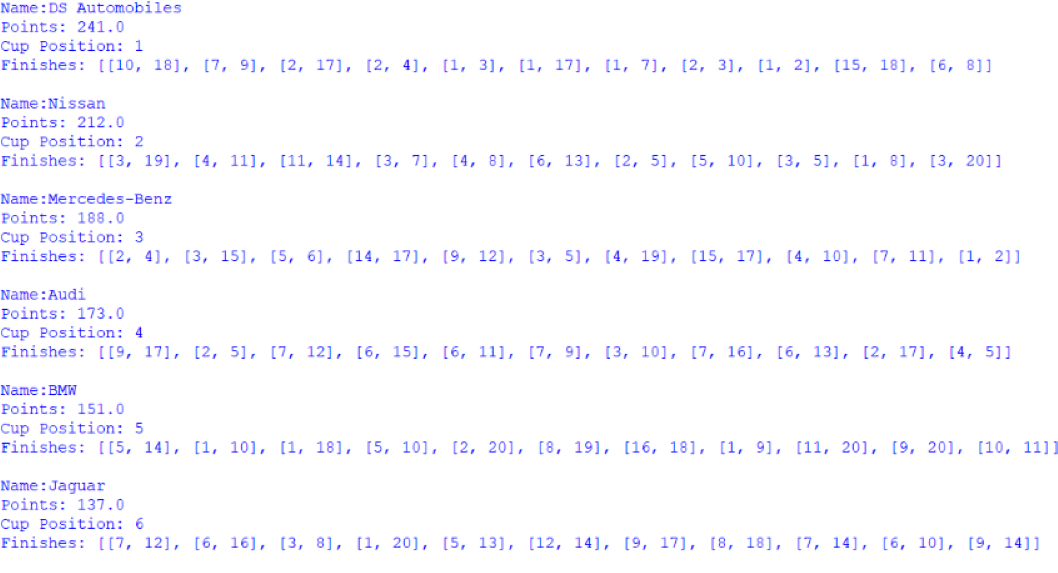 Name:DS Automobiles
Points: 241.0
Cup Position: 1
Finishes: [[10, 18], [7, 9], [2, 17], [2, 4], [1, 3], [1, 17], [1, 7], [2, 3], [1, 2], [15, 18], [6, 8]]
Name:Nissan
Points: 212.0
Cup Position: 2
Finishes: [[3, 19], [4, 11], [11, 14], [3, 7], [4, 8], [6, 13], [2, 5], [5, 10], [3, 5], [1, 8], [3, 20]]
Name:Mercedes-Benz
Points: 188.0
Cup Position: 3
Finishes: [[2, 4], [3, 15], [5, 6], [14, 17], [9, 12], [3, 5], [4, 19], [15, 17], [4, 10], [7, 11], [1, 2]]
Name:Audi
Points: 173.0
Cup Position: 4
Finishes: [[9, 17], [2, 5], [7, 12], [6, 15], [6, 11], [7, 9], [3, 10], [7, 16], [6, 13], [2, 17], [4, 5]]
Name:BMW
Points: 151.0
Cup Position: 5
Finishes: [[5, 14], [1, 10], [1, 18], [5, 10], [2, 20], [8, 19], [16, 18], [1, 9], [11, 20], [9, 20], [10, 11]]
Name:Jaguar
Points: 137.0
Cup Position: 6
Finishes: [[7, 12], [6, 16], [3, 8], [1, 20], [5, 13], [12, 14], [9, 17], [8, 18], [7, 14], [6, 10], [9, 14]]